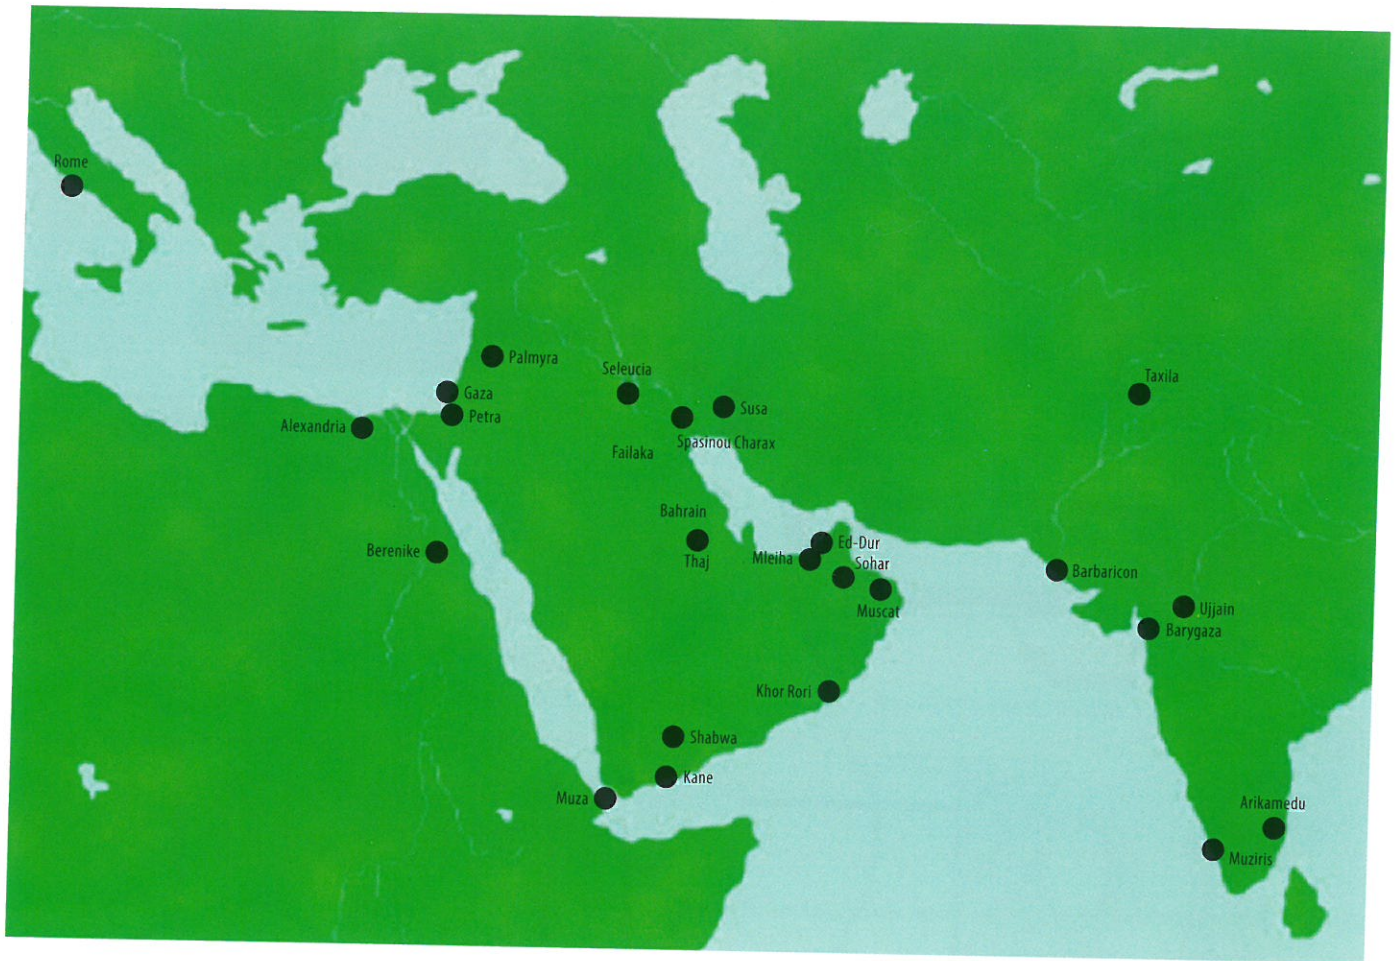 Rome
Palmyra
Seleucia
Taxila
Gaza
Susa
Petra
Alexandria
Spasinou Charax
Failaka
Bahrain
Ed-Dur
Berenike
Mleiha
Thaj
Sohar
Barbaricon
Muscat
Ujjain
Barygaza
Khor Rori
Shabwa
Kane
Muza
Arikamedu
Muziris